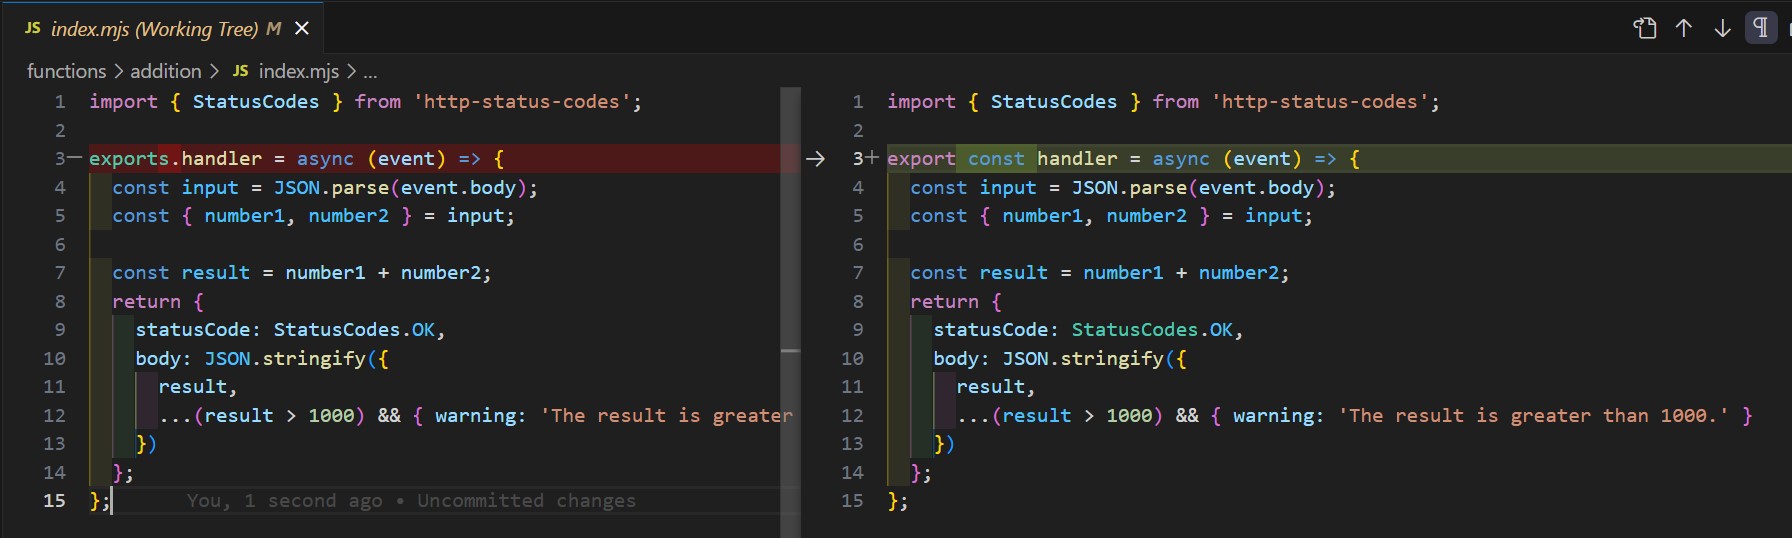 JS index.mjs (Working Tree) M
functions > addition > JS index.mjs > ...
1 import { StatusCodes } from 'http-status-codes';
2
3 exports.handler = async (event) => {
4 const input = JSON.parse(event.body);
5 const { number1, number2 } = input;
6
7 const result = number1 + number2;
8 return {
9 statusCode: StatusCodes.OK,
10 body: JSON.stringify({
11 result,
12 ...(result > 1000) && { warning: 'The result is greater
13 })
14 };
15 }; You, 1 second ago • Uncommitted changes
1 import { StatusCodes } from 'http-status-codes';
2
3 export const handler = async (event) => {
4 const input = JSON.parse(event.body);
5 const { number1, number2 } = input;
6
7 const result = number1 + number2;
8 return {
9 statusCode: StatusCodes.OK,
10 body: JSON.stringify({
11 result,
12 ...(result > 1000) && { warning: 'The result is greater than 1000.' }
13 })
14 };
15 };